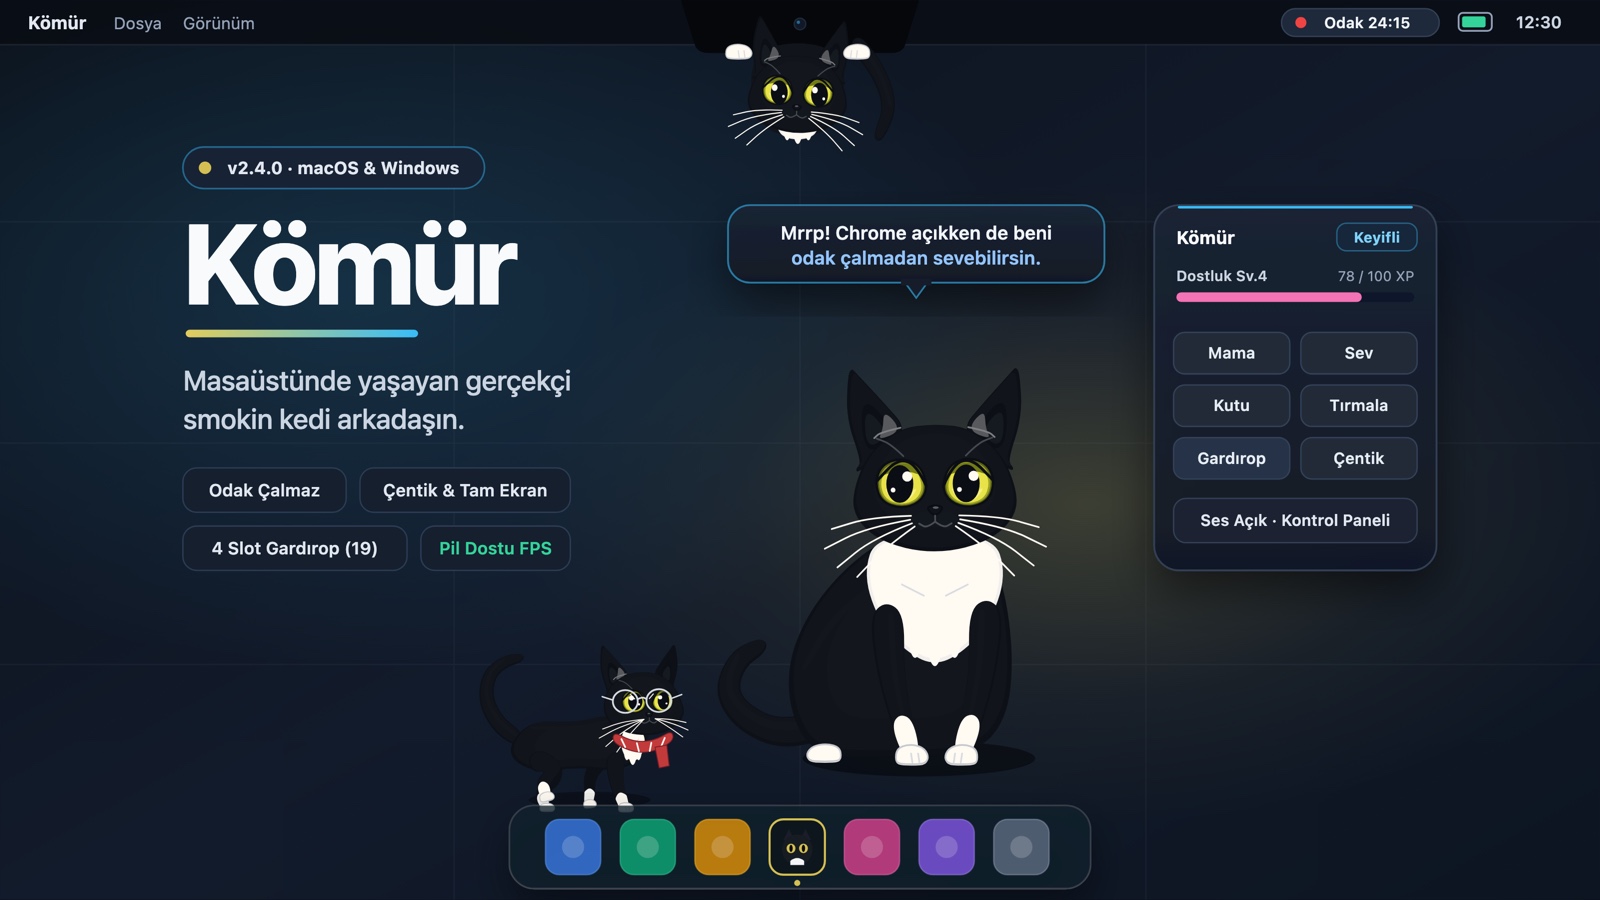 Kömür Dosya Görünüm
Odak 24:15
12:30
v2.4.0 · macOS & Windows
Kömür
Masaüstünde yaşayan gerçekçi
smokin kedi arkadaşın.
Odak Çalmaz
Çentik & Tam Ekran
4 Slot Gardırop (19)
Pil Dostu FPS
Mrrp! Chrome açıkken de beni
odak çalmadan sevebilirsin.
Kömür
Keyifli
Dostluk Sv.4
78 / 100 XP
Mama
Sev
Kutu
Tırmala
Gardırop
Çentik
Ses Açık · Kontrol Paneli